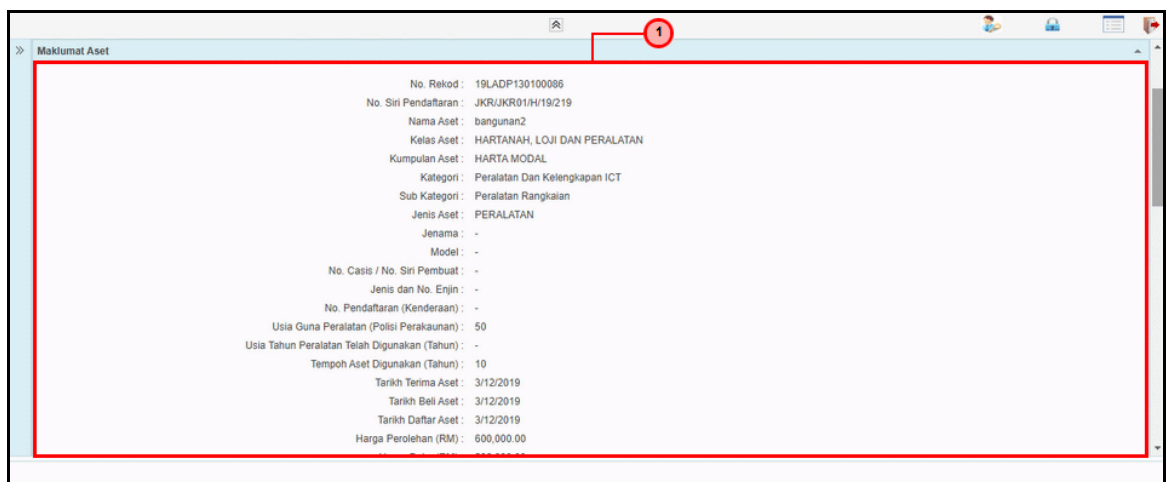 1
Maklumat Aset
No. Rekod : 19LADP130100086
No. Siri Pendaftaran : JKR/JKR01/H/19/219
Nama Aset : bangunan2
Kelas Aset : HARTANAH, LOJI DAN PERALATAN
Kumpulan Aset : HARTA MODAL
Kategori : Peralatan Dan Kelengkapan ICT
Sub Kategori : Peralatan Rangkaian
Jenis Aset : PERALATAN
Jenama : -
Model : -
No. Casis / No. Siri Pembuat : -
Jenis dan No. Enjin : -
No. Pendaftaran (Kenderaan) : -
Usia Guna Peralatan (Polisi Perakaunan) : 50
Usia Tahun Peralatan Telah Digunakan (Tahun) : -
Tempoh Aset Digunakan (Tahun) : 10
Tarikh Terima Aset : 3/12/2019
Tarikh Beli Aset : 3/12/2019
Tarikh Daftar Aset : 3/12/2019
Harga Perolehan (RM) : 600,000.00